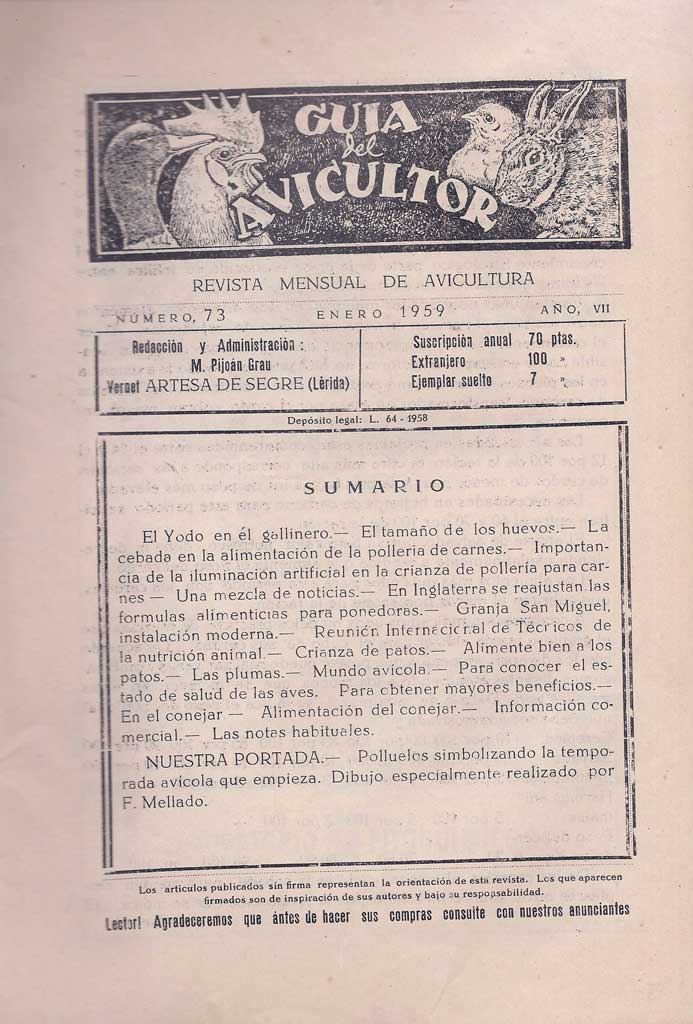 GUIA
del
AVICULTOR
REVISTA MENSUAL DE AVICULTURA
NÚMERO, 73 ENERO 1959 AÑO, VII
Redacción y Administración :
M. Pijoán Grau
Vernet ARTESA DE SEGRE (Lérida)
Suscripción anual 70 ptas.
Extranjero 100 »
Ejemplar suelto 7 »
Depósito legal: L. 64 - 1958
SUMARIO
El Yodo en él gallinero.— El tamaño de los huevos.— La
cebada en la alimentación de la polleria de carnes.— Importan-
cia de la iluminación artificial en la crianza de pollería para car-
nes — Una mezcla de noticias.— En Inglaterra se reajustan las
formulas alimenticias para ponedoras.— Granja San Miguel,
instalación moderna.— Reunión Internacional de Técnicos de
la nutrición animal.— Crianza de patos.— Alimente bien a los
patos.— Las plumas.— Mundo avícola.— Para conocer el es-
tado de salud de las aves. Para obtener mayores beneficios.—
En el conejar — Alimentación del conejar.— Información co-
mercial.— Las notas habituales.
NUESTRA PORTADA.— Polluelos simbolizando la tempo-
rada avícola que empieza. Dibujo especialmente realizado por
F. Mellado.
Los artículos publicados sin firma representan la orientación de esta revista. Los que aparecen
firmados son de inspiración de sus autores y bajo su responsabilidad.
Lector! Agradeceremos que ántes de hacer sus compras consulte con nuestros anunciantes